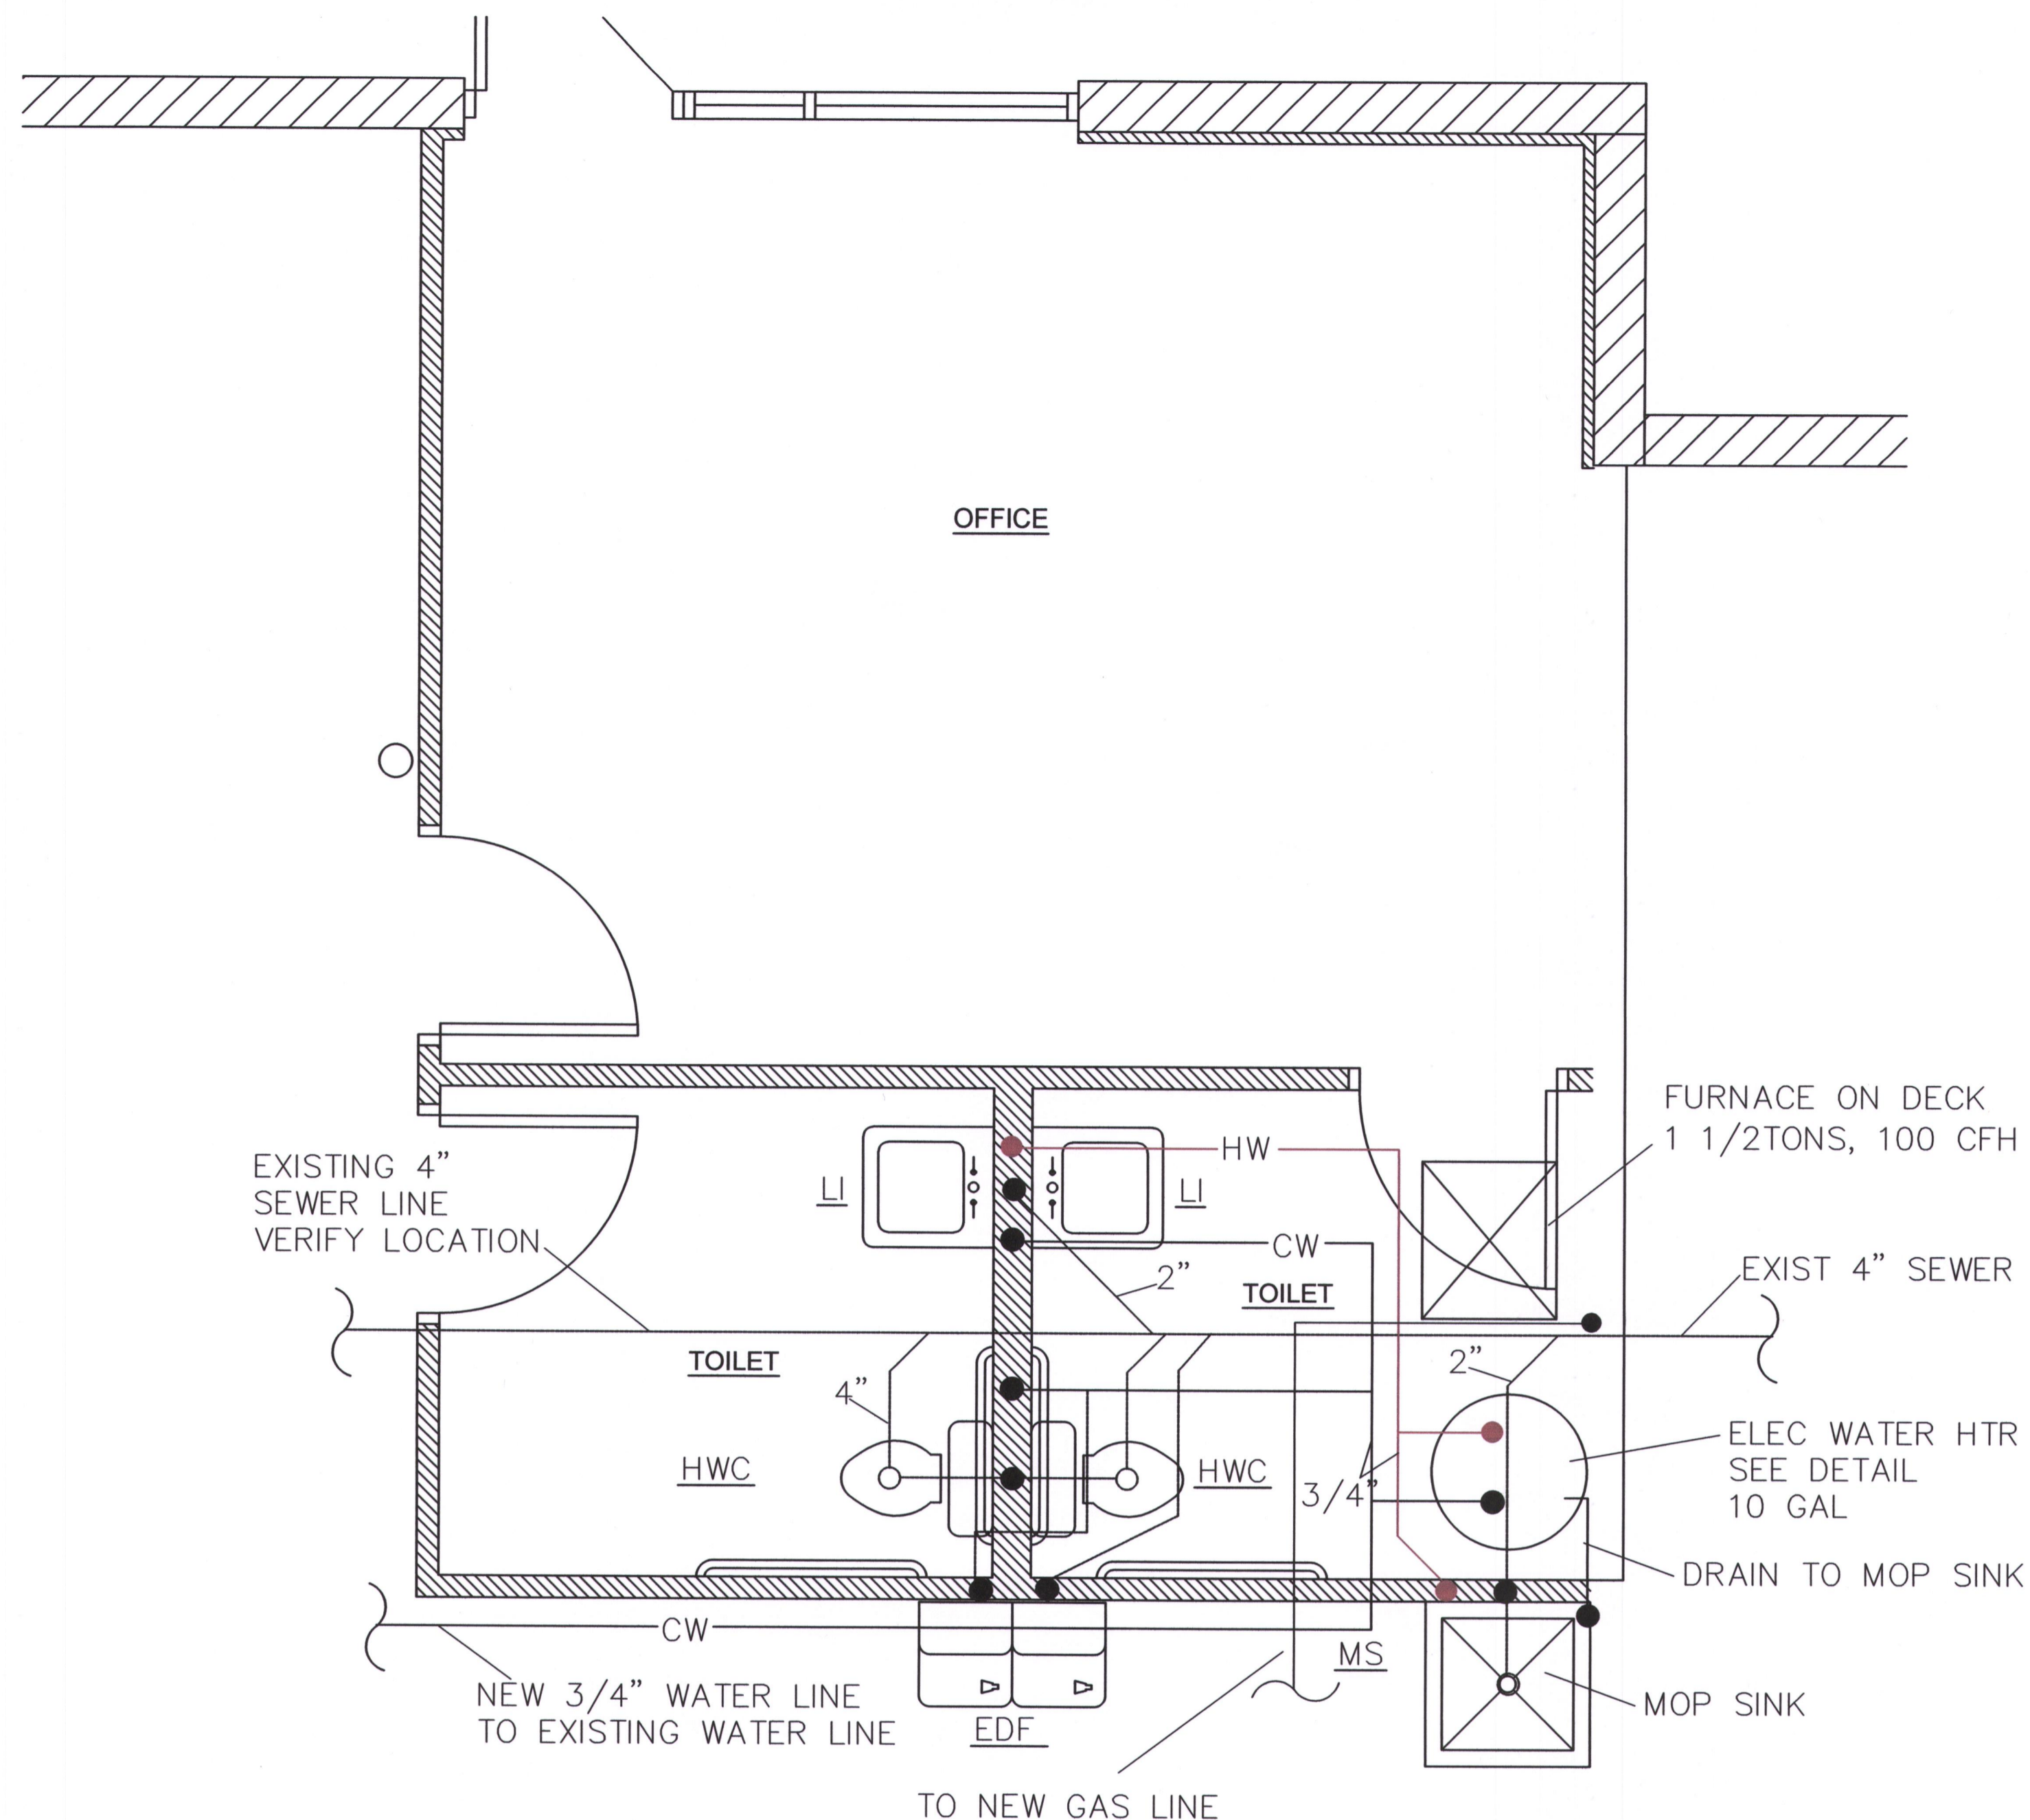 OFFICE
FURNACE ON DECK
1 1/2TONS, 100 CFH
HW
EXISTING 4”
SEWER LINE
VERIFY LOCATION
LI
LI
CW
2”
TOILET
EXIST 4” SEWER
TOILET
2”
4”
HWC
HWC
3/4”
ELEC WATER HTR
SEE DETAIL
10 GAL
DRAIN TO MOP SINK
CW
MS
NEW 3/4” WATER LINE
TO EXISTING WATER LINE
EDF
MOP SINK
TO NEW GAS LINE